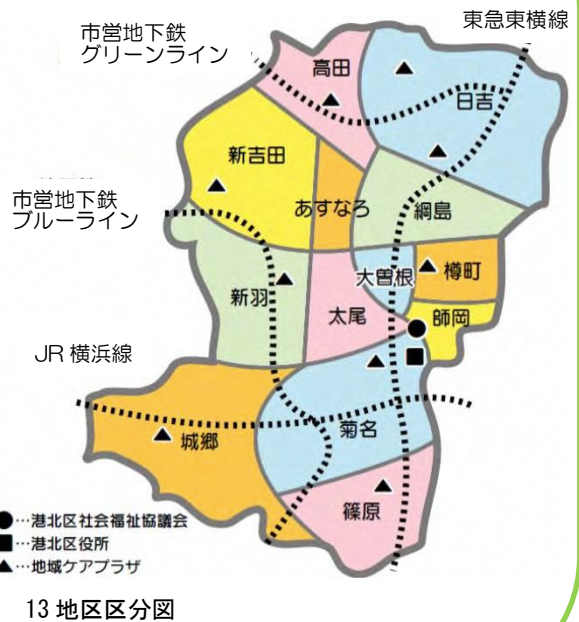 東急東横線
市営地下鉄
グリーンライン
高田
日吉
新吉田
あすなろ
綱島
市営地下鉄
ブルーライン
大曽根
樽町
新羽
太尾
師岡
JR 横浜線
菊名
城郷
篠原
●…港北区社会福祉協議会
■…港北区役所
▲…地域ケアプラザ
13 地区区分図